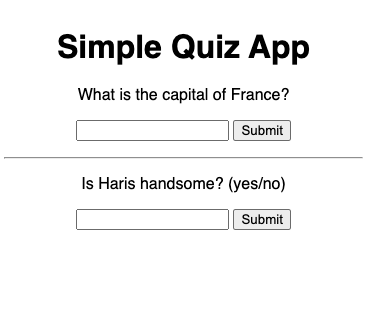 Simple Quiz App
What is the capital of France?
Submit
Is Haris handsome? (yes/no)
Submit